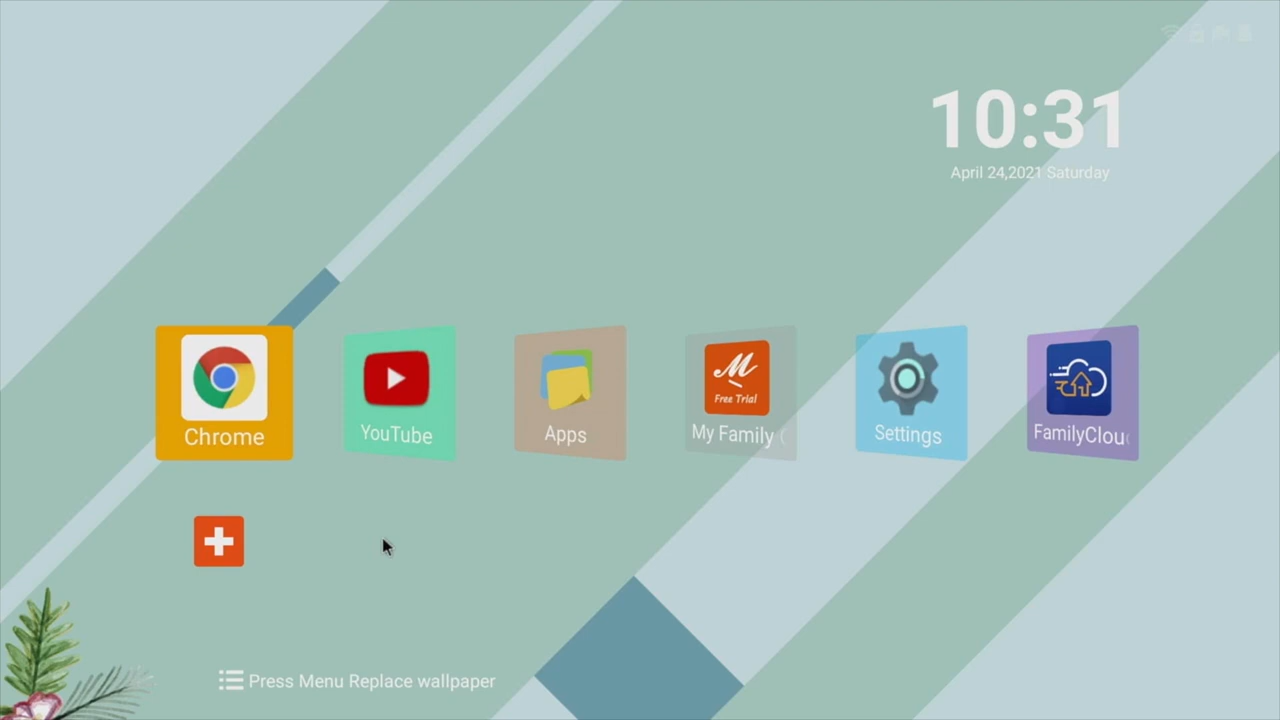 10:31
April 24,2021 Saturday
Chrome
YouTube
Apps
M
Free Trial
My Family (
Settings
FamilyClou
Press Menu Replace wallpaper